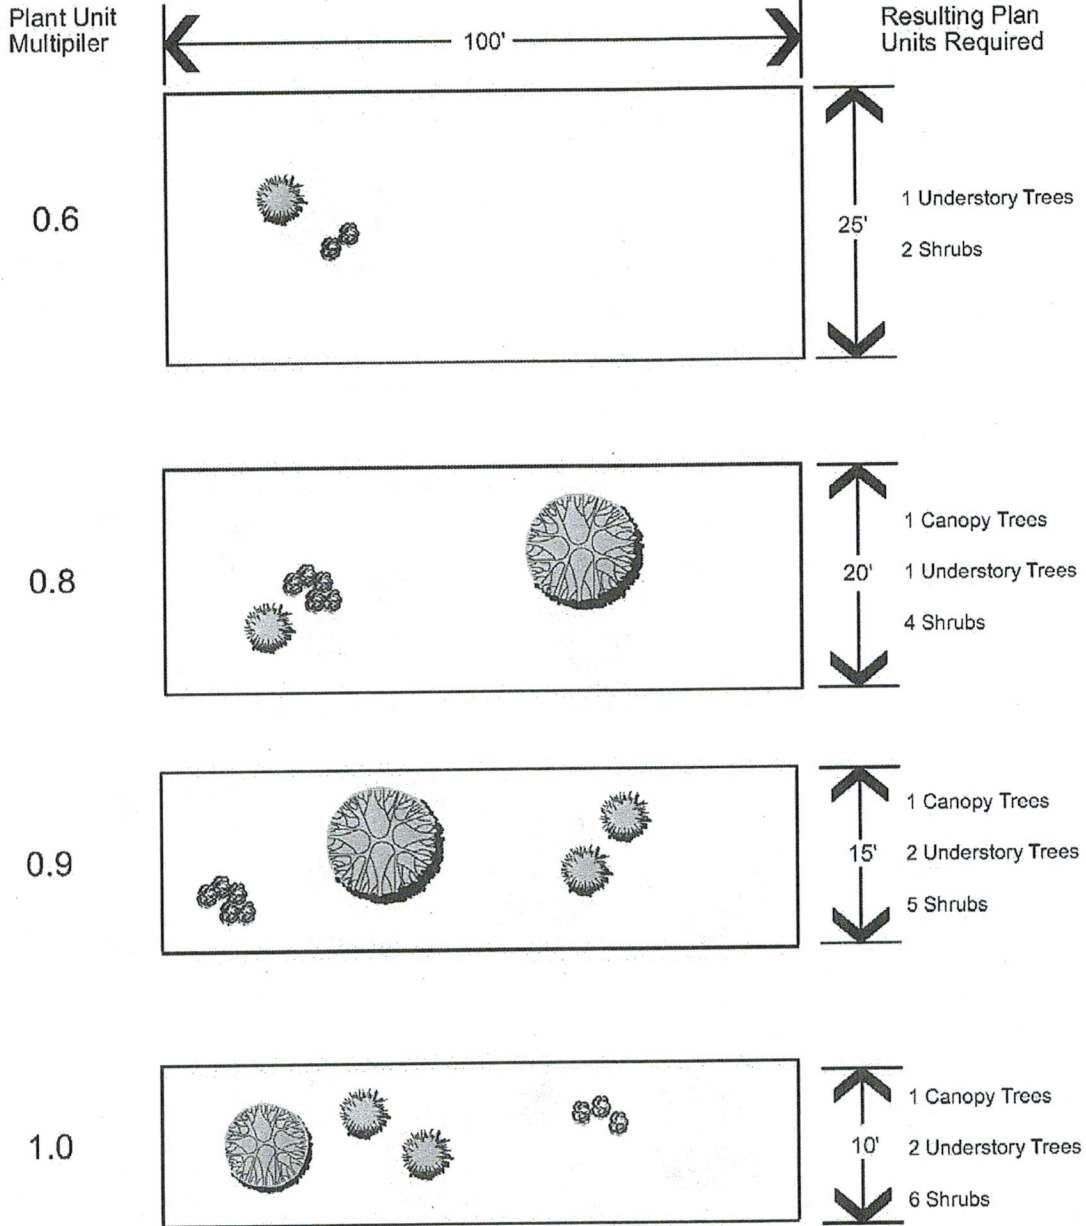 Plant Unit
Multipiler
100'
Resulting Plan
Units Required
0.6
25'
1 Understory Trees
2 Shrubs
0.8
20'
1 Canopy Trees
1 Understory Trees
4 Shrubs
0.9
15'
1 Canopy Trees
2 Understory Trees
5 Shrubs
1.0
10'
1 Canopy Trees
2 Understory Trees
6 Shrubs